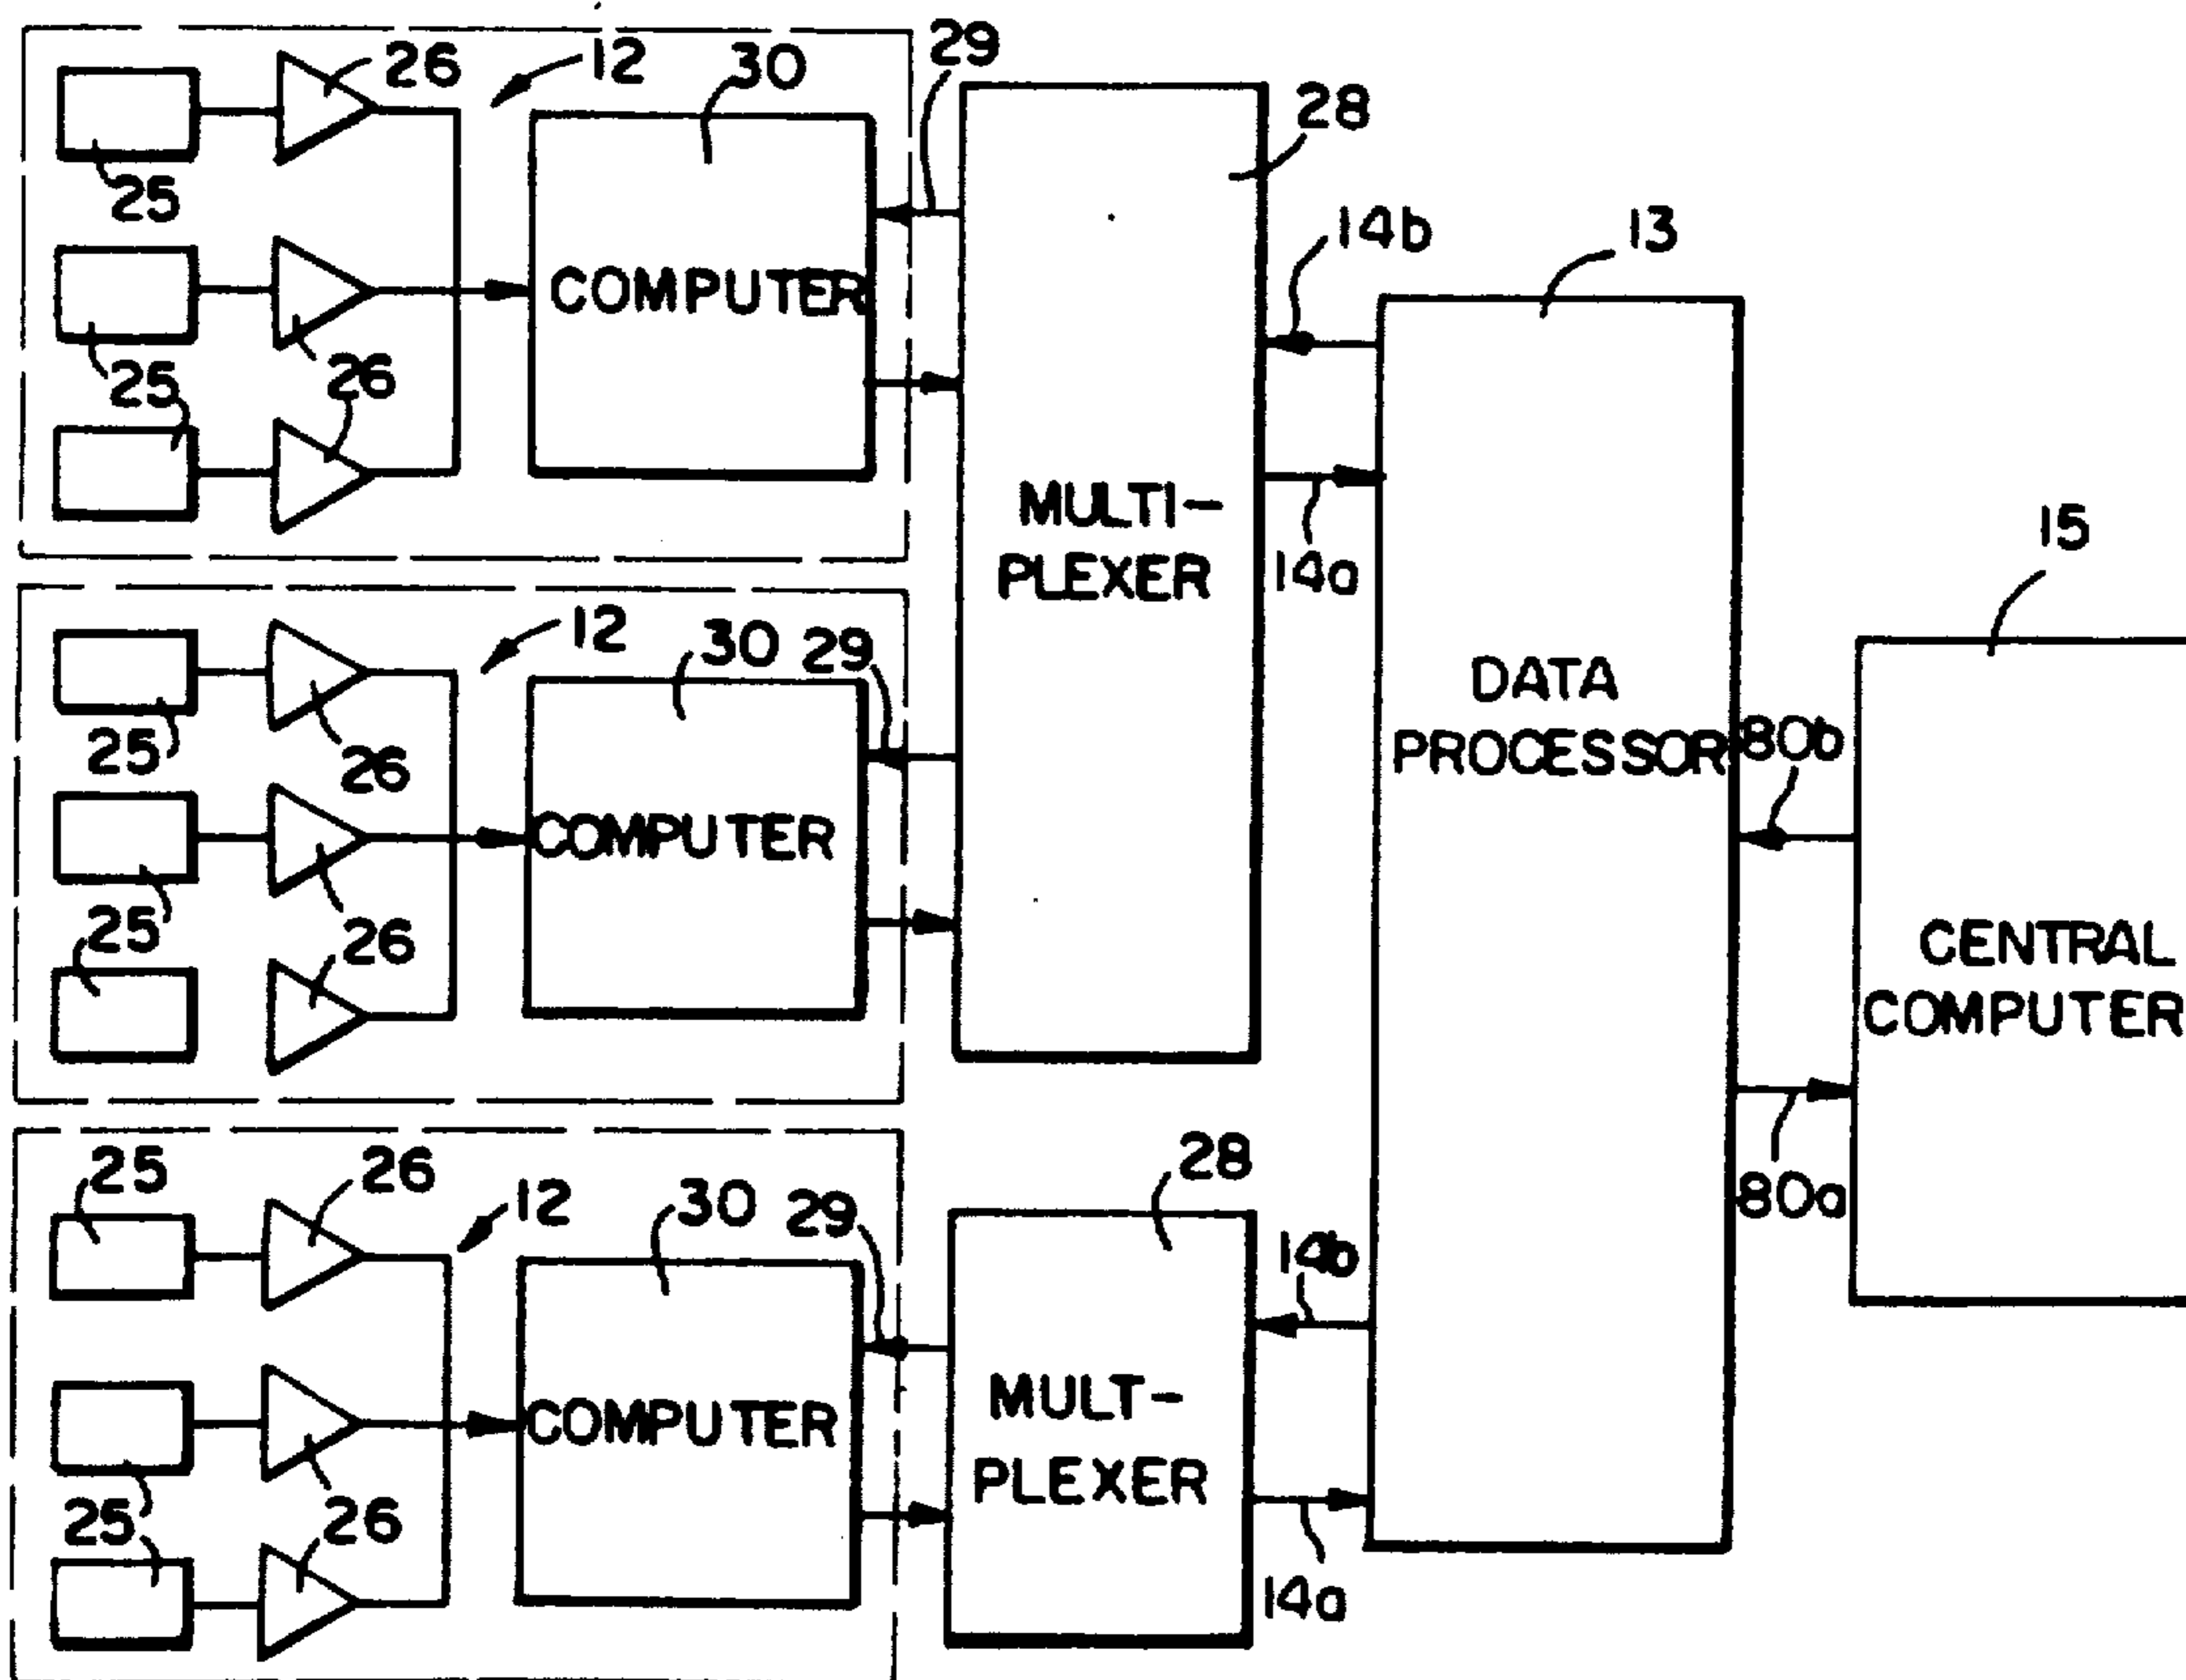 26
12
30
29
28
25
14b
13
25
26
COMPUTER
MULTI-
PLEXER
14a
15
12
30
29
DATA
PROCESSOR
80b
25
26
COMPUTER
25
26
CENTRAL
COMPUTER
25
26
12
30
29
28
14b
80a
COMPUTER
MULT-
PLEXER
25
26
14a